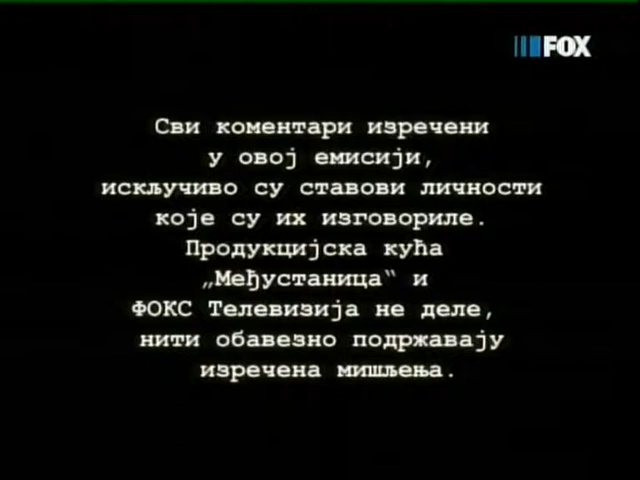 FOX
Сви коментари изречени
у овој емисији,
искључиво су ставови личности
које су их изговориле.
Продукцијска кућа
„Међустаница“ и
ФОКС Телевизија не деле,
нити обавезно подржавају
изречена мишљења.